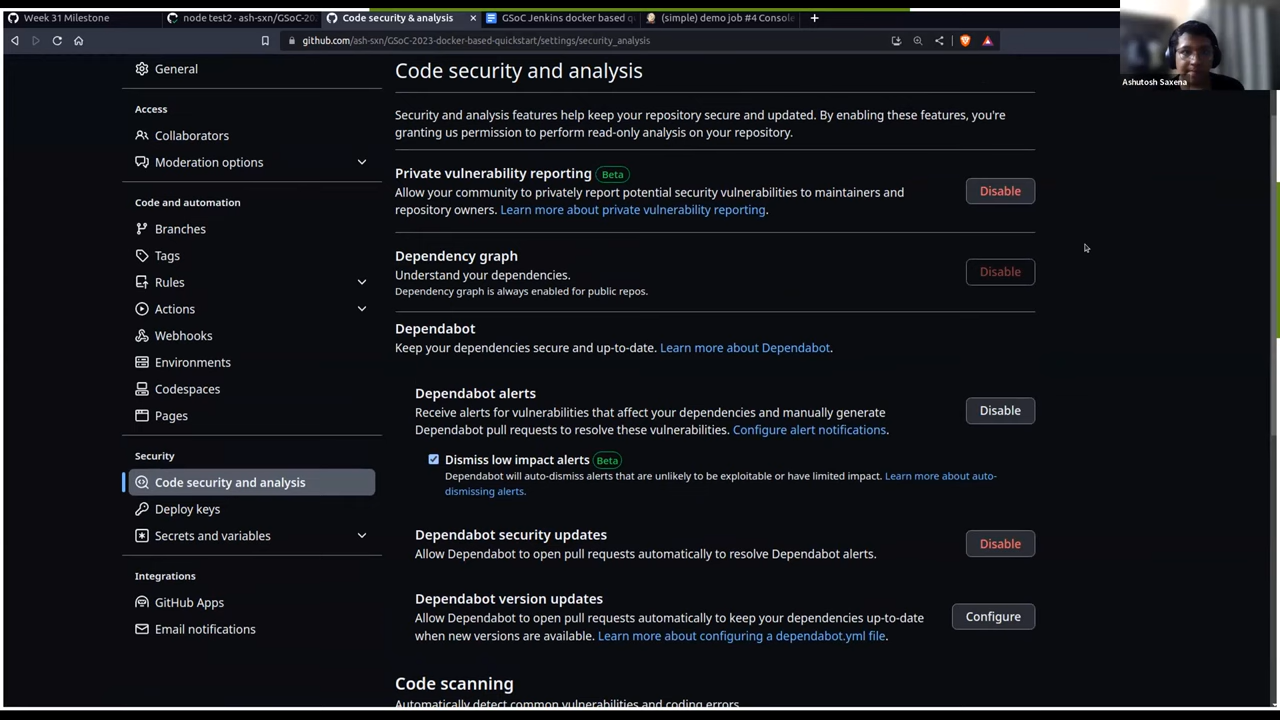 Week 31 Milestone
node test2 · ash-sxn/GSoC-20
Code security & analysis
GSoC Jenkins docker based q
(simple) demo job #4 Console
github.com/ash-sxn/GSoC-2023-docker-based-quickstart/settings/security_analysis
Ashutosh Saxena
General
Access
Collaborators
Moderation options
Code and automation
Branches
Tags
Rules
Actions
Webhooks
Environments
Codespaces
Pages
Security
Code security and analysis
Deploy keys
Secrets and variables
Integrations
GitHub Apps
Email notifications
Code security and analysis
Security and analysis features help keep your repository secure and updated. By enabling these features, you're
granting us permission to perform read-only analysis on your repository.
Private vulnerability reporting Beta
Allow your community to privately report potential security vulnerabilities to maintainers and
repository owners. Learn more about private vulnerability reporting.
Disable
Dependency graph
Understand your dependencies.
Dependency graph is always enabled for public repos.
Disable
Dependabot
Keep your dependencies secure and up-to-date. Learn more about Dependabot.
Dependabot alerts
Receive alerts for vulnerabilities that affect your dependencies and manually generate
Dependabot pull requests to resolve these vulnerabilities. Configure alert notifications.
Disable
Dismiss low impact alerts Beta
Dependabot will auto-dismiss alerts that are unlikely to be exploitable or have limited impact. Learn more about auto-
dismissing alerts.
Dependabot security updates
Allow Dependabot to open pull requests automatically to resolve Dependabot alerts.
Disable
Dependabot version updates
Allow Dependabot to open pull requests automatically to keep your dependencies up-to-date
when new versions are available. Learn more about configuring a dependabot.yml file.
Configure
Code scanning
Automatically detect common vulnerabilities and coding errors.